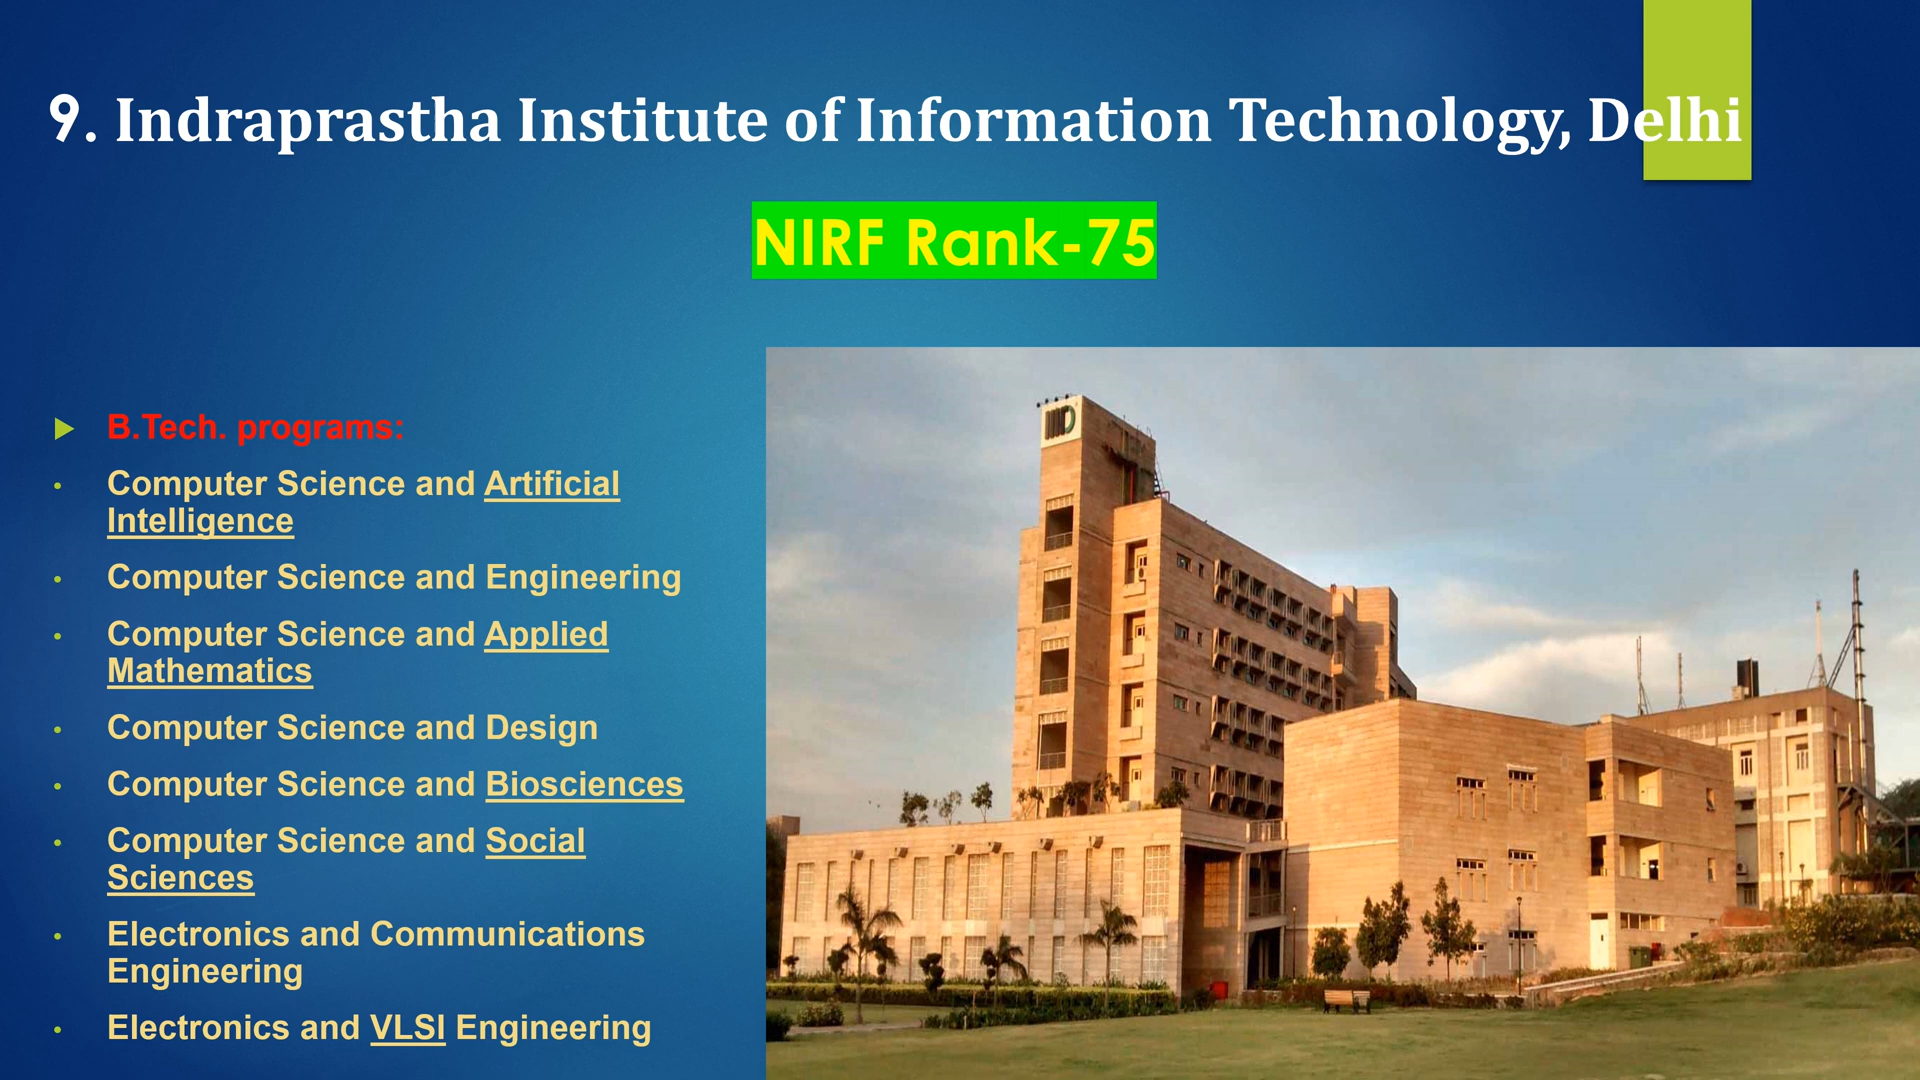 9. Indraprastha Institute of Information Technology, Delhi
NIRF Rank-75
B.Tech. programs:
Computer Science and Artificial
Intelligence
Computer Science and Engineering
Computer Science and Applied
Mathematics
Computer Science and Design
Computer Science and Biosciences
Computer Science and Social
Sciences
Electronics and Communications
Engineering
Electronics and VLSI Engineering